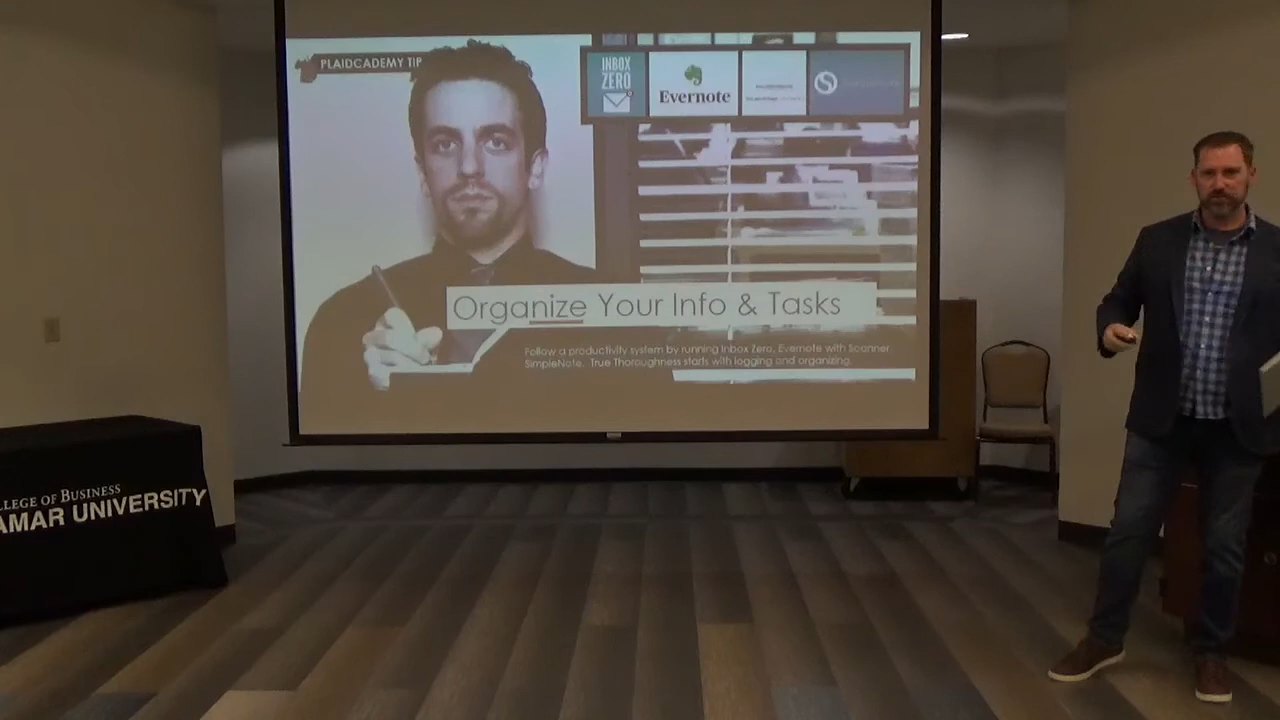 PLAIDCADEMY TIP
INBOX
ZERO
Evernote
Organize Your Info & Tasks
Follow a productivity system by running Inbox Zero, Evernote with Scanner
SimpleNote. True Thoroughness starts with logging and organizing.
LLEGE OF BUSINESS
AMAR UNIVERSITY